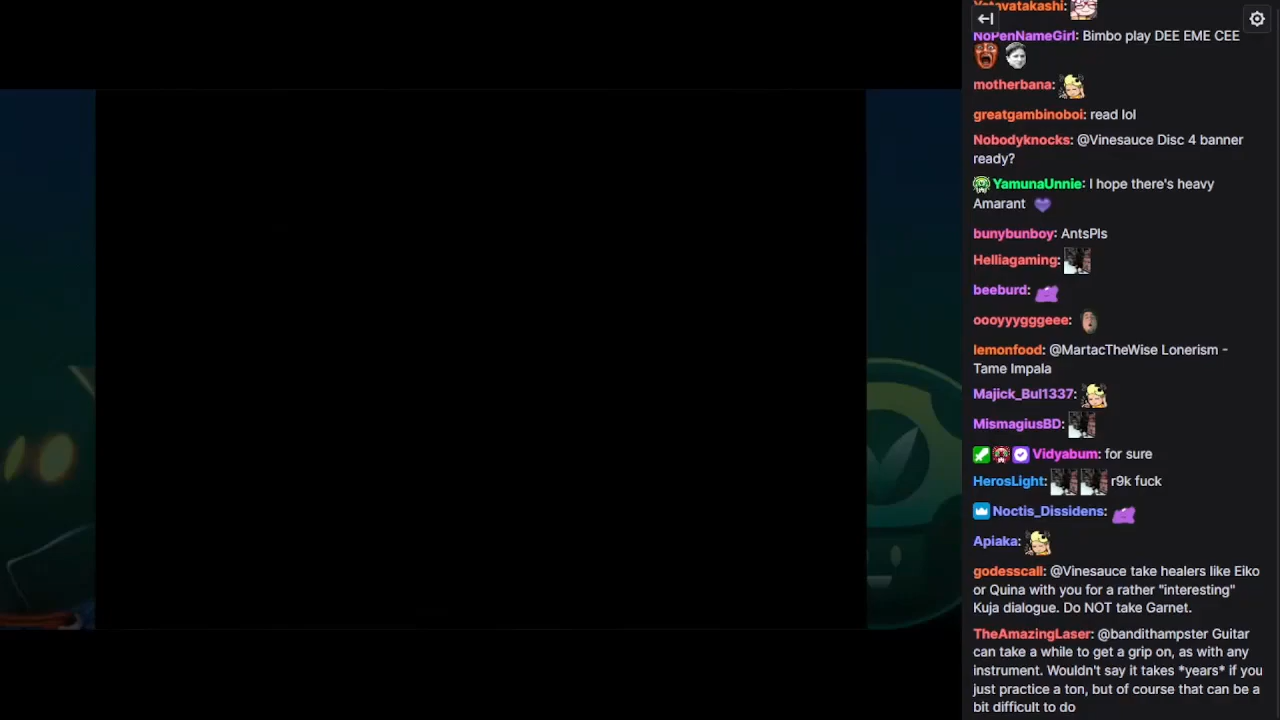 Yotavatakashi:
NoPenNameGirl: Bimbo play DEE EME CEE
motherbana:
greatgambinoboi: read lol
Nobodyknocks: @Vinesauce Disc 4 banner
ready?
YamunaUnnie: I hope there's heavy
Amarant
bunybunboy: AntsPls
Helliagaming:
beeburd:
oooyyygggeee:
lemonfood: @MartacTheWise Lonerism -
Tame Impala
Majick_Bul1337:
MismagiusBD:
Vidyabum: for sure
HerosLight: r9k fuck
Noctis_Dissidens:
Apiaka:
godesscall: @Vinesauce take healers like Eiko
or Quina with you for a rather "interesting"
Kuja dialogue. Do NOT take Garnet.
TheAmazingLaser: @bandithampster Guitar
can take a while to get a grip on, as with any
instrument. Wouldn't say it takes *years* if you
just practice a ton, but of course that can be a
bit difficult to do